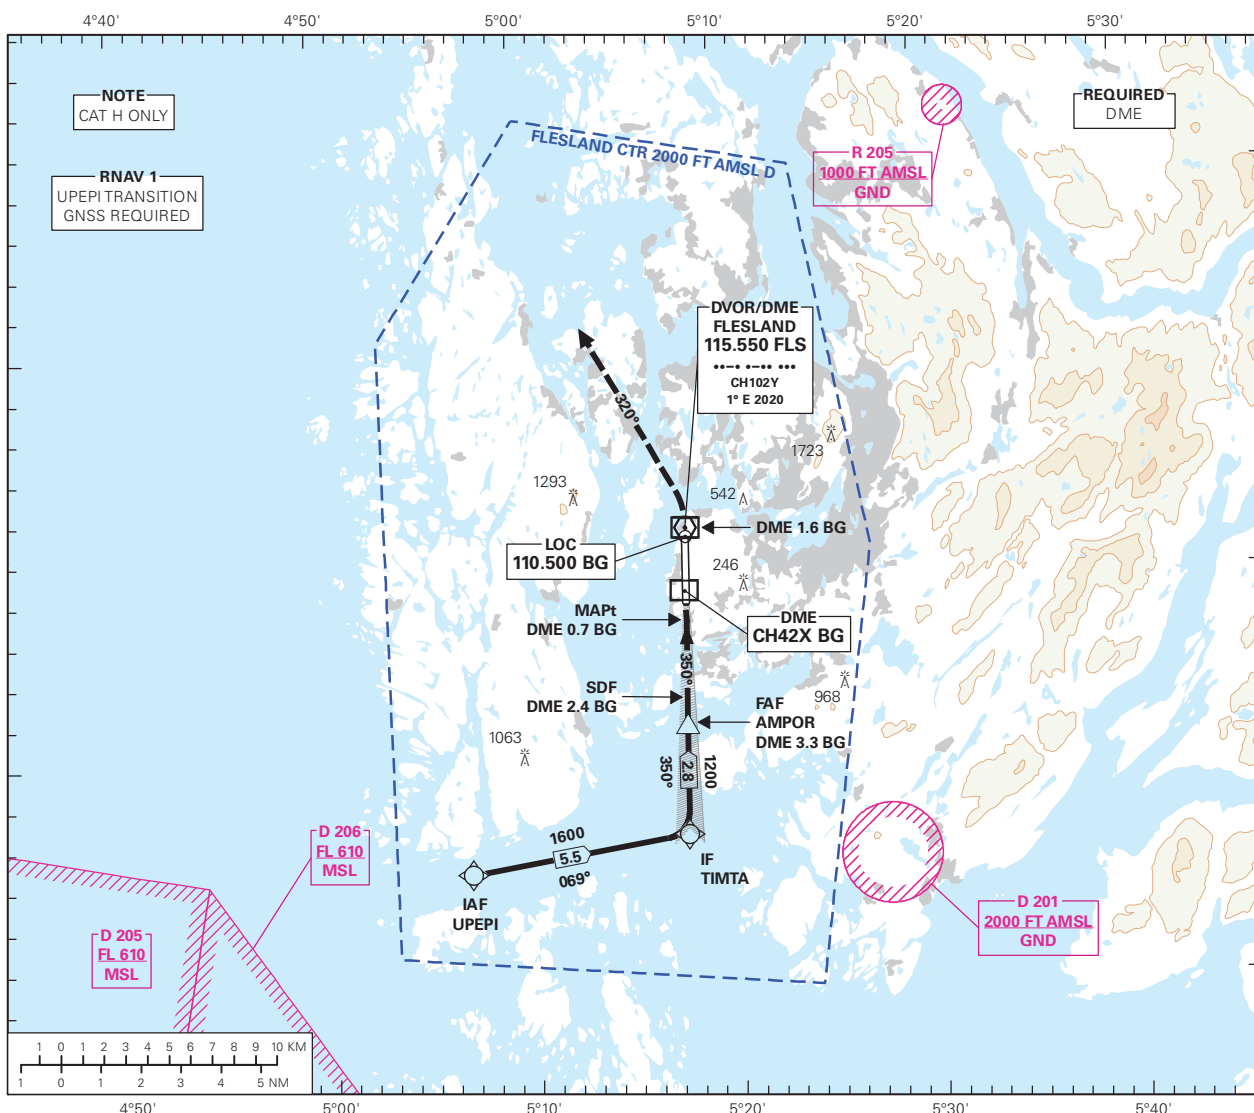 4°40'
4°50'
5°00'
5°10'
5°20'
5°30'
NOTE
CAT H ONLY
RNAV 1
UPEPI TRANSITION
GNSS REQUIRED
REQUIRED
DME
FLESLAND CTR 2000 FT AMSL D
R 205
1000 FT AMSL
GND
DVOR/DME
FLESLAND
115.550 FLS
••–• •–•• •••
CH102Y
1° E 2020
320°
1723
1293
542
DME 1.6 BG
LOC
110.500 BG
246
MAPt
DME 0.7 BG
DME
CH42X BG
350°
SDF
DME 2.4 BG
968
FAF
AMPOR
DME 3.3 BG
1063
350°
2.8
1200
1600
5.5
069°
IF
TIMTA
IAF
UPEPI
D 206
FL 610
MSL
D 205
FL 610
MSL
D 201
2000 FT AMSL
GND
1 0 1 2 3 4 5 6 7 8 9 10 KM
1 0 1 2 3 4 5 NM
4°50'
5°00'
5°10'
5°20'
5°30'
5°40'